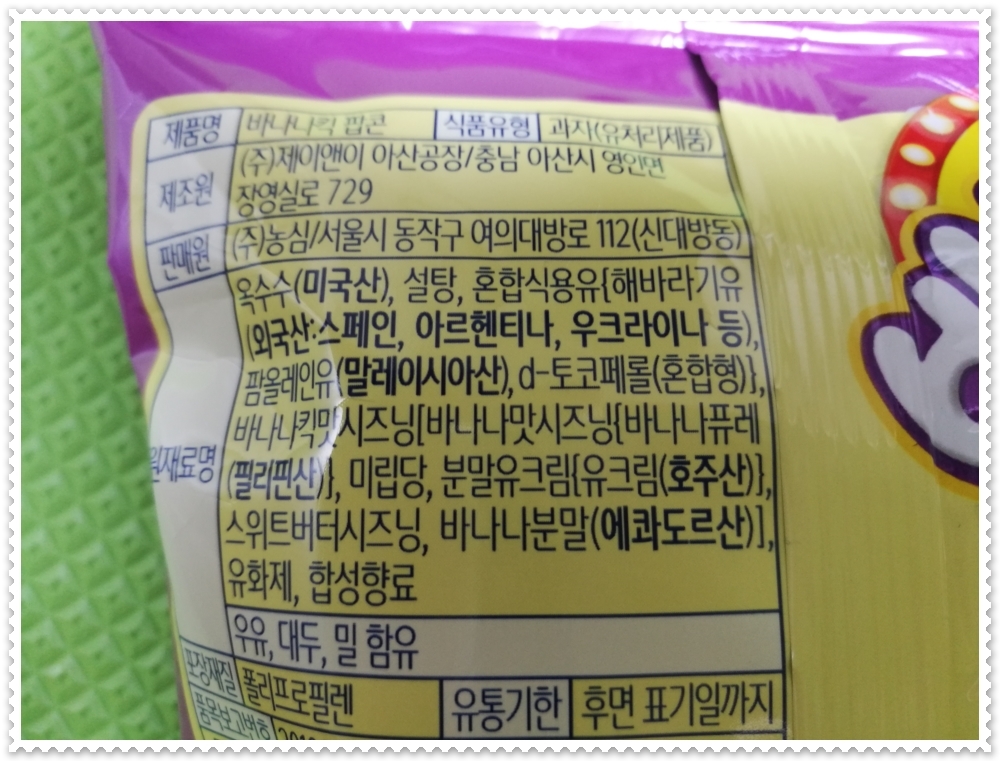 제품명 바나나킥 팝콘 식품유형 과자(유처리제품)
제조원 (주)제이앤이 아산공장/충남 아산시 영인면
장영실로 729
판매원 (주)농심/서울시 동작구 여의대방로 112(신대방동)
원재료명
옥수수(미국산), 설탕, 혼합식용유{해바라기유
(외국산:스페인, 아르헨티나, 우크라이나 등),
팜올레인유(말레이시아산), d-토코페롤(혼합형)},
바나나킥맛시즈닝[바나나맛시즈닝{바나나퓨레
(필리핀산)}, 미립당, 분말유크림{유크림(호주산)},
스위트버터시즈닝, 바나나분말(에콰도르산)],
유화제, 합성향료
우유, 대두, 밀 함유
포장재질 폴리프로필렌 유통기한 후면 표기일까지
품목보고번호